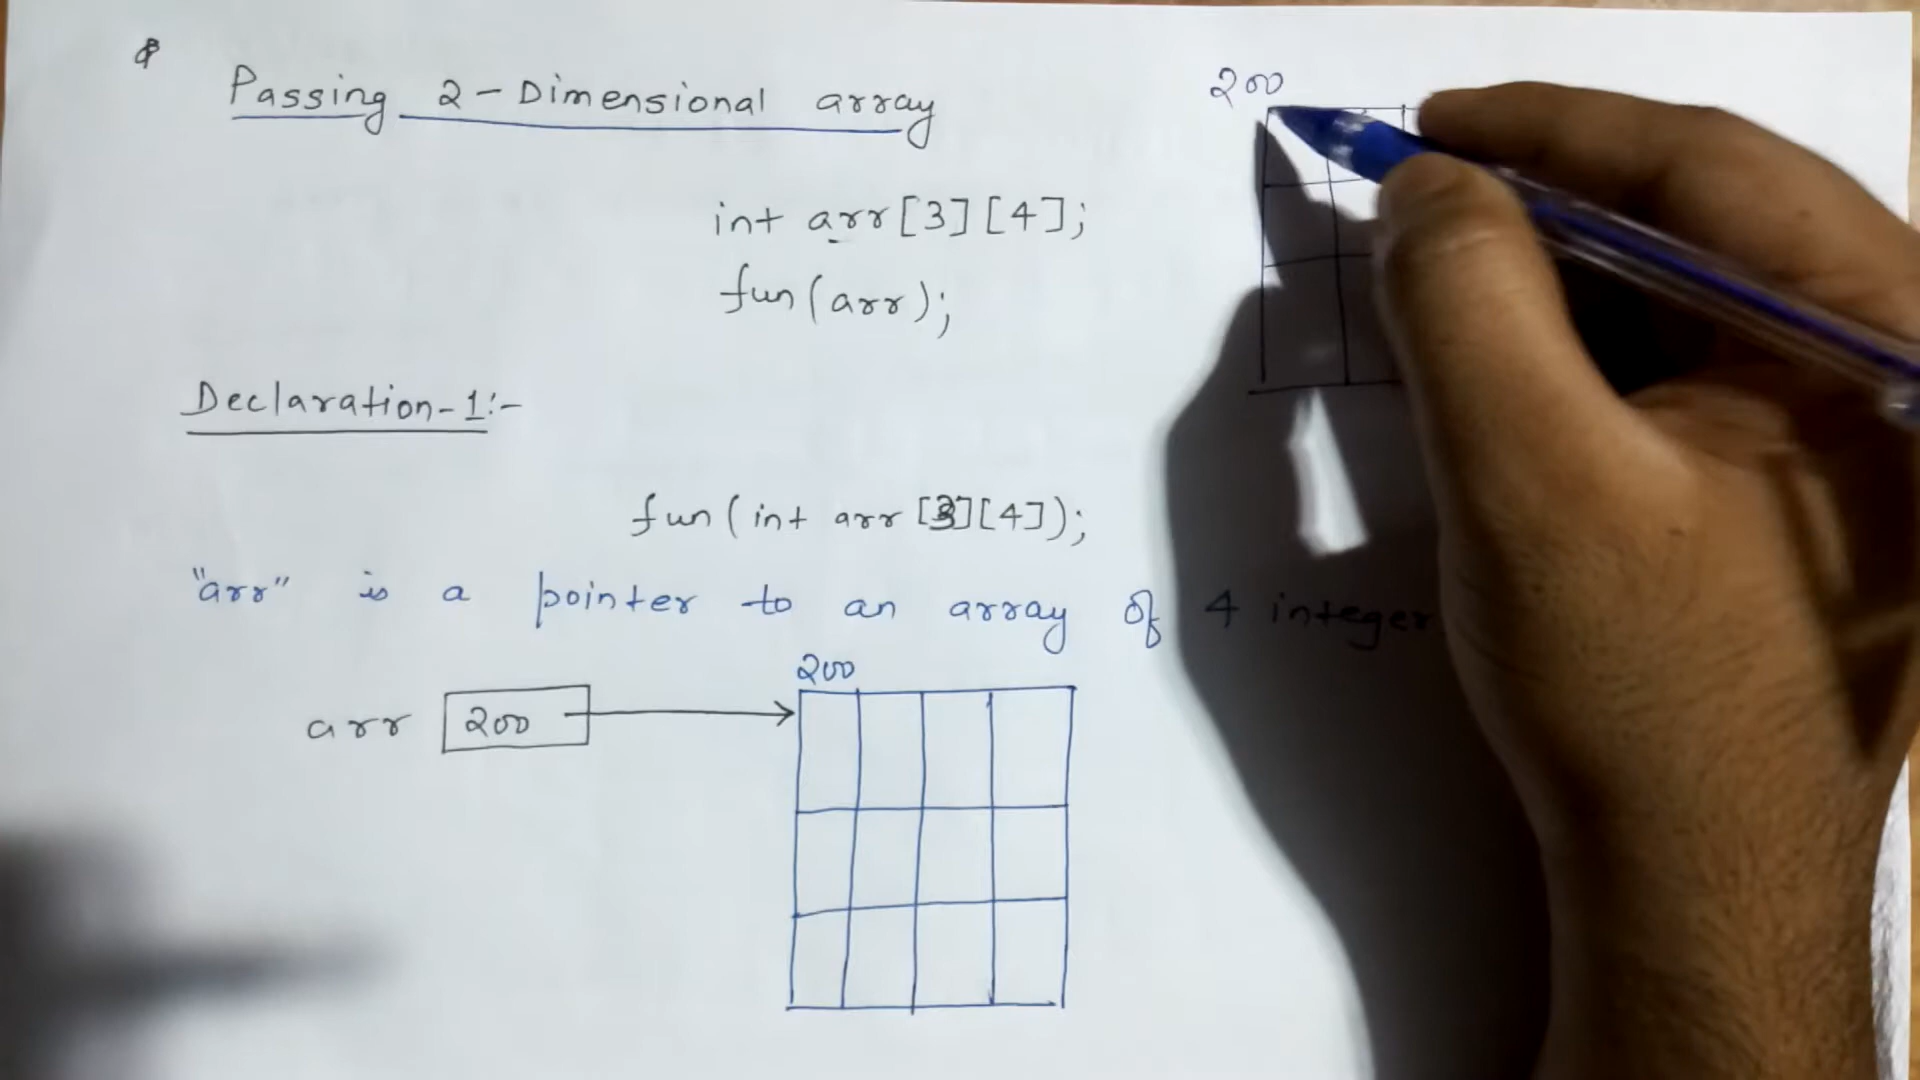 Passing 2-Dimensional array
200
int arr[3][4];
fun(arr);
Declaration-1:-
fun(int arr[3][4]);
"arr" is a pointer to an array of 4 integer
200
arr 200